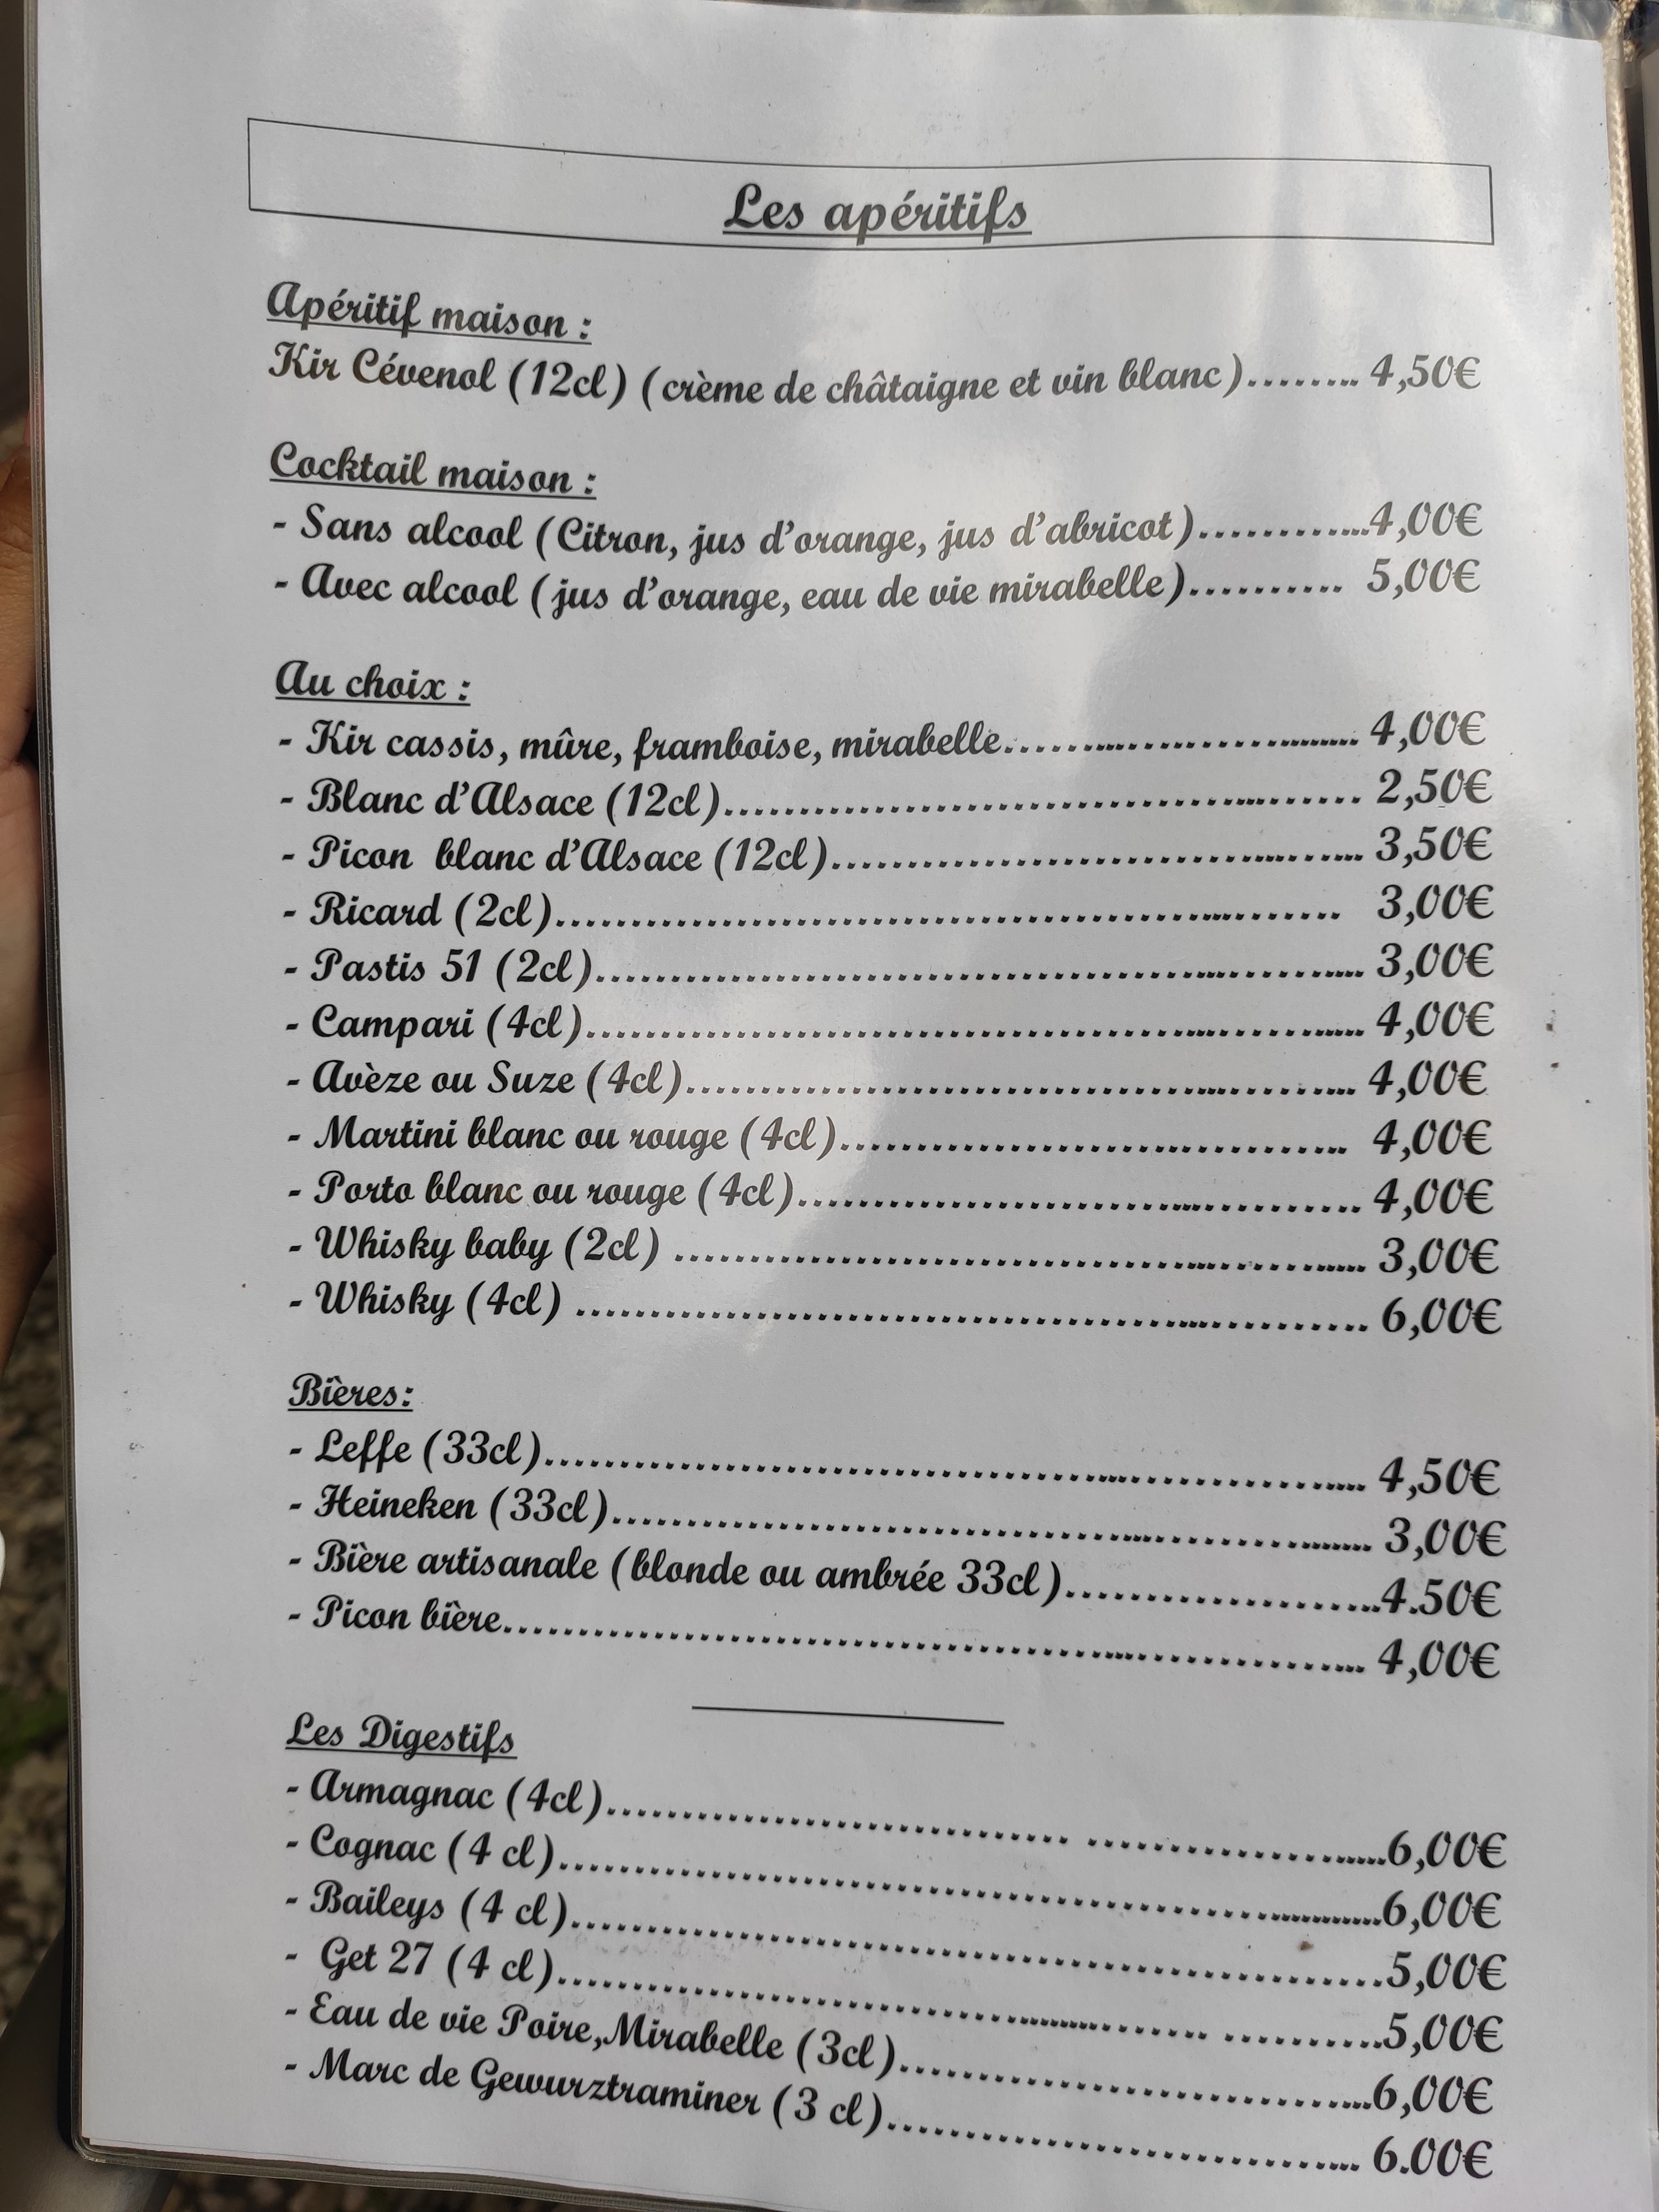 Les apéritifs
Apéritif maison :
Kir Cévenol (12cl) (crème de châtaigne et vin blanc)........ 4,50€
Cocktail maison :
- Sans alcool (Citron, jus d'orange, jus d'abricot)............4,00€
- Avec alcool (jus d'orange, eau de vie mirabelle).......... 5,00€
Au choix :
- Kir cassis, mûre, framboise, mirabelle........................ 4,00€
- Blanc d'Alsace (12cl)........................................ 2,50€
- Picon blanc d'Alsace (12cl)................................. 3,50€
- Ricard (2cl)................................................ 3,00€
- Pastis 51 (2cl)............................................. 3,00€
- Campari (4cl)............................................... 4,00€
- Avèze ou Suze (4cl)......................................... 4,00€
- Martini blanc ou rouge (4cl)................................ 4,00€
- Porto blanc ou rouge (4cl).................................. 4,00€
- Whisky baby (2cl) .......................................... 3,00€
- Whisky (4cl) ............................................... 6,00€
Bières:
- Leffe (33cl)................................................ 4,50€
- Heineken (33cl)............................................. 3,00€
- Bière artisanale (blonde ou ambrée 33cl)....................4.50€
- Picon bière................................................. 4,00€
Les Digestifs
- Armagnac (4cl)............................... ....................6,00€
- Cognac (4 cl)...................................................6,00€
- Baileys (4 cl)..................................................5,00€
- Get 27 (4 cl)........................................ ...........5,00€
- Eau de vie Poire,Mirabelle (3cl)................................6,00€
- Marc de Gewurztraminer (3 cl)................................ 6.00€